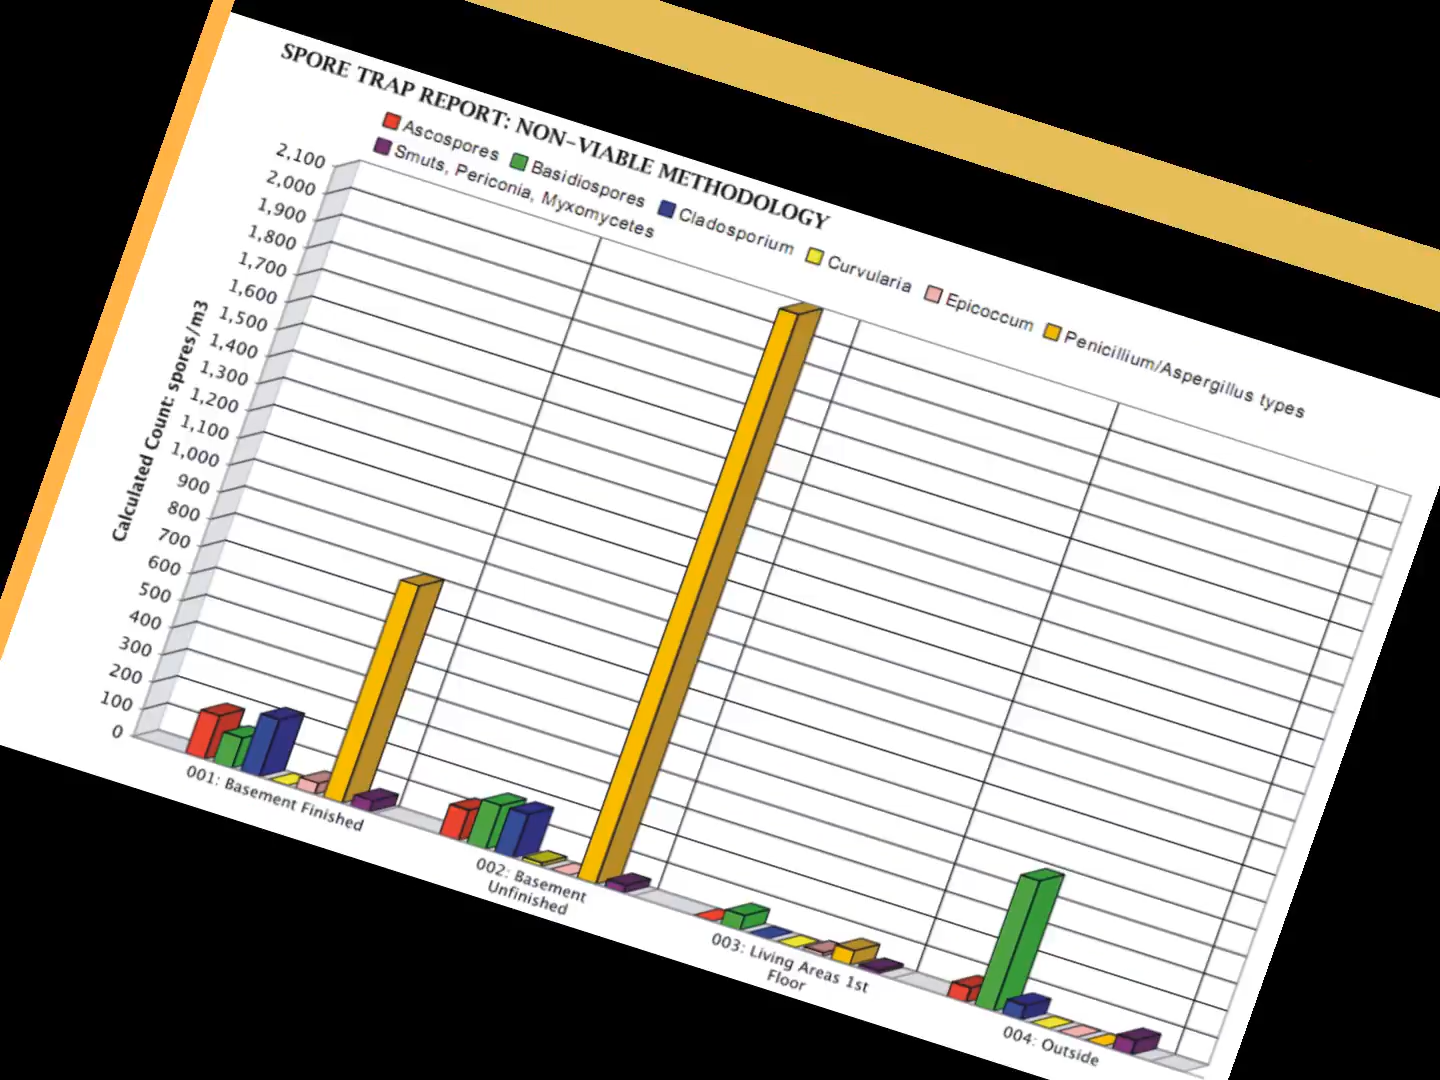 SPORE TRAP REPORT: NON-VIABLE METHODOLOGY
Ascospores Basidiospores Cladosporium Curvularia Epicoccum Penicillium/Aspergillus types
Smuts, Periconia, Myxomycetes
Calculated Count: spores/m3
2,100
2,000
1,900
1,800
1,700
1,600
1,500
1,400
1,300
1,200
1,100
1,000
900
800
700
600
500
400
300
200
100
0
001: Basement Finished
002: Basement
Unfinished
003: Living Areas 1st
Floor
004: Outside